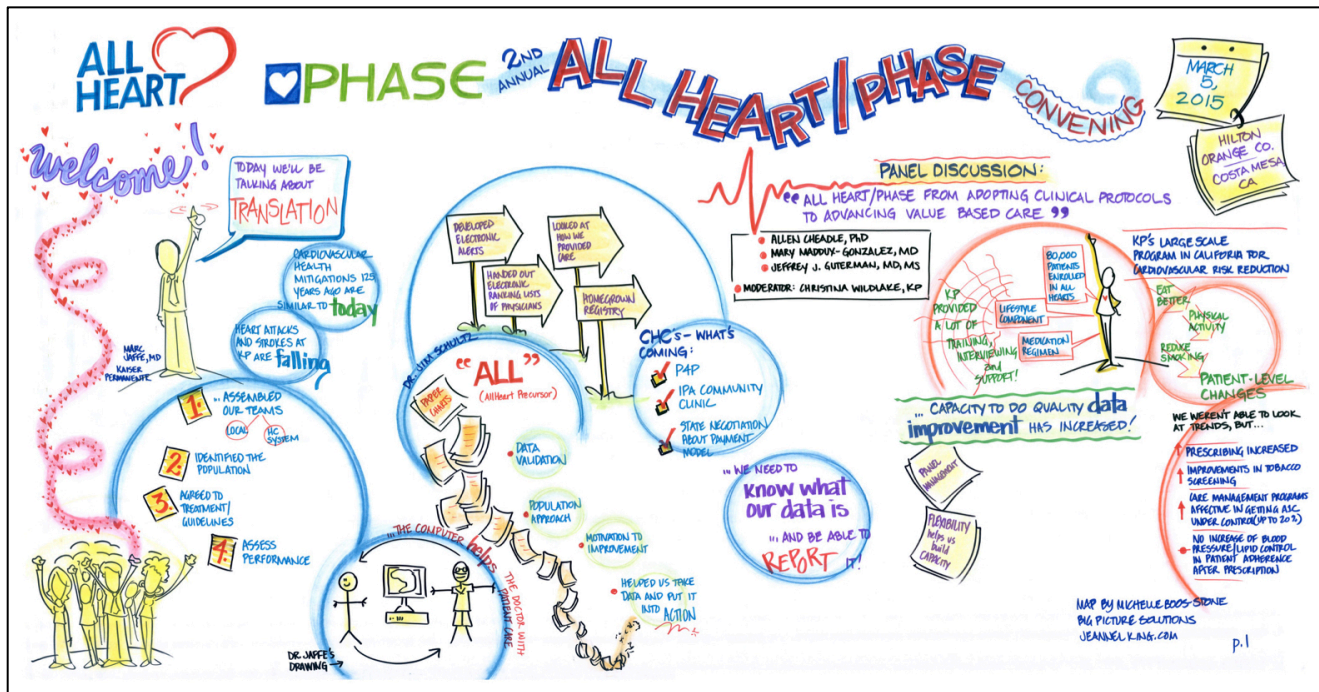 ALL
HEART
PHASE
2ND
ANNUAL
ALL HEART/PHASE
CONVENING
MARCH
5,
2015
HILTON
ORANGE CO.
COSTA MESA
CA
Welcome!
TODAY WE'LL BE
TALKING ABOUT
TRANSLATION
MARC
JAFFE, MD
KAISER
PERMANENTE
CARDIOVASCULAR
HEALTH
MITIGATIONS 125
YEARS AGO ARE
SIMILAR TO today
HEART ATTACKS
AND STROKES AT
KP ARE falling
1.
... ASSEMBLED
OUR TEAMS
LOCAL
HC
SYSTEM
2.
IDENTIFIED THE
POPULATION
3.
AGREED TO
TREATMENT/
GUIDELINES
4.
ASSESS
PERFORMANCE
...THE COMPUTER helps THE DOCTOR WITH PATIENT CARE
DR. JAFFE'S
DRAWING
DEVELOPED
ELECTRONIC
ALERTS
LOOKED AT
HOW WE
PROVIDED
CARE
HANDED OUT
ELECTRONIC
RANKING LISTS
OF PHYSICIANS
HOMEGROWN
REGISTRY
DR. JIM SCHULTZ
"ALL"
(AllHeart Precursor)
PAPER
CHARTS
DATA
VALIDATION
POPULATION
APPROACH
MOTIVATION TO
IMPROVEMENT
HELPED US TAKE
DATA AND PUT IT
INTO
ACTION
CHC's - WHAT'S
COMING:
P4P
IPA COMMUNITY
CLINIC
STATE NEGOTIATION
ABOUT PAYMENT
MODEL
...WE NEED TO
know what
our data is
... AND BE ABLE TO
REPORT IT!
PANEL DISCUSSION:
"ALL HEART/PHASE FROM ADOPTING CLINICAL PROTOCOLS
TO ADVANCING VALUE BASED CARE"
ALLEN CHEADLE, PhD
MARY MADDUX-GONZALEZ, MD
JEFFREY J. GUTERMAN, MD, MS
MODERATOR: CHRISTINA WILDLAKE, KP
KP
PROVIDED
A LOT OF
TRAINING,
INTERVIEWING
and
SUPPORT!
80,000
PATIENTS
ENROLLED
IN ALL
HEARTS
LIFESTYLE
COMPONENT
MEDICATION
REGIMEN
KP'S LARGE SCALE
PROGRAM IN CALIFORIA FOR
CARDIOVASCULAR RISK REDUCTION
EAT
BETTER
PHYSICAL
ACTIVITY
REDUCE
SMOKING
PATIENT-LEVEL
CHANGES
... CAPACITY TO DO QUALITY data
improvement HAS INCREASED!
PANEL
MANAGEMENT
FLEXIBILITY
helps us
build
CAPACITY
WE WEREN'T ABLE TO LOOK
AT TRENDS, BUT...
PRESCRIBING INCREASED
IMPROVEMENTS IN TOBACCO
SCREENING
CARE MANAGEMENT PROGRAMS
AFFECTIVE IN GETTING A1C
UNDER CONTROL (UP TO 20%)
NO INCREASE OF BLOOD
PRESSURE/LIPID CONTROL
IN PATIENT ADHERENCE
AFTER PRESCRIPTION
MAP BY MICHELLE BOOS-STONE
BIG PICTURE SOLUTIONS
JEANNELKING.COM
p.1